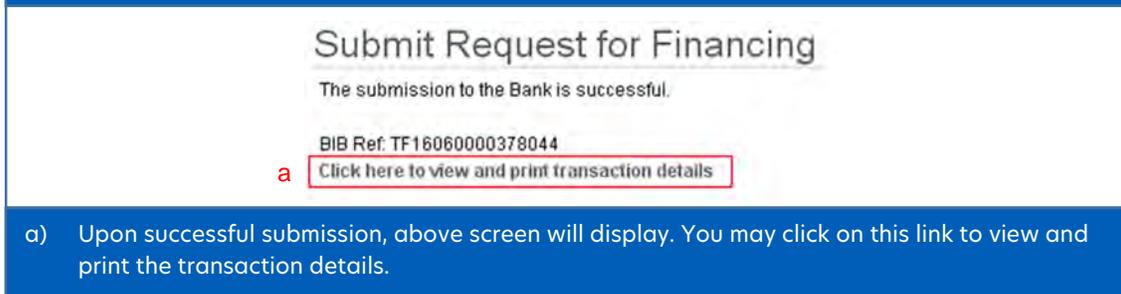 Submit Request for Financing
The submission to the Bank is successful.
BIB Ref: TF16060000378044
a Click here to view and print transaction details
a) Upon successful submission, above screen will display. You may click on this link to view and
print the transaction details.